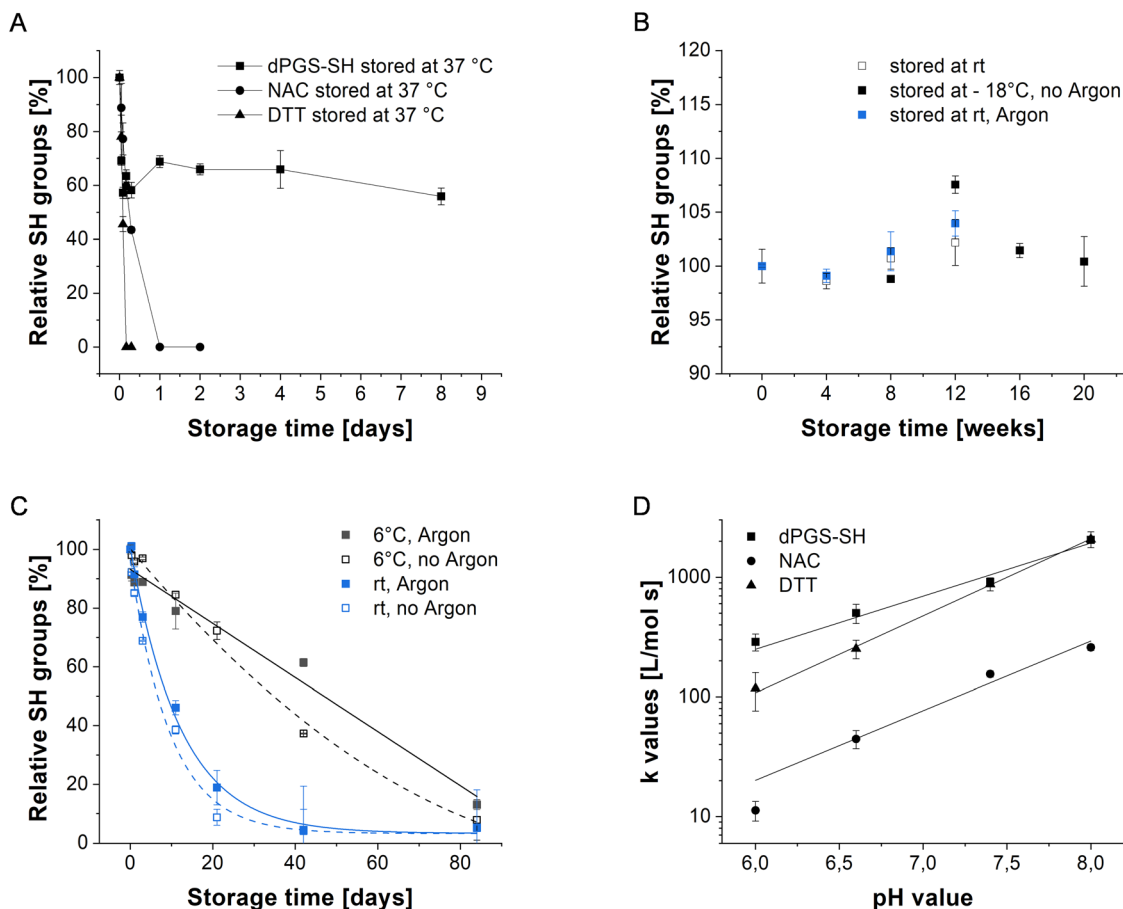 A
Relative SH groups [%]
100
80
60
40
20
0
dPGS-SH stored at 37 °C
NAC stored at 37 °C
DTT stored at 37 °C
0 1 2 3 4 5 6 7 8 9
Storage time [days]
B
Relative SH groups [%]
120
115
110
105
100
95
90
stored at rt
stored at - 18°C, no Argon
stored at rt, Argon
0 4 8 12 16 20
Storage time [weeks]
C
Relative SH groups [%]
100
80
60
40
20
0
6°C, Argon
6°C, no Argon
rt, Argon
rt, no Argon
0 20 40 60 80
Storage time [days]
D
k values [L/mol s]
1000
100
10
dPGS-SH
NAC
DTT
6,0 6,5 7,0 7,5 8,0
pH value